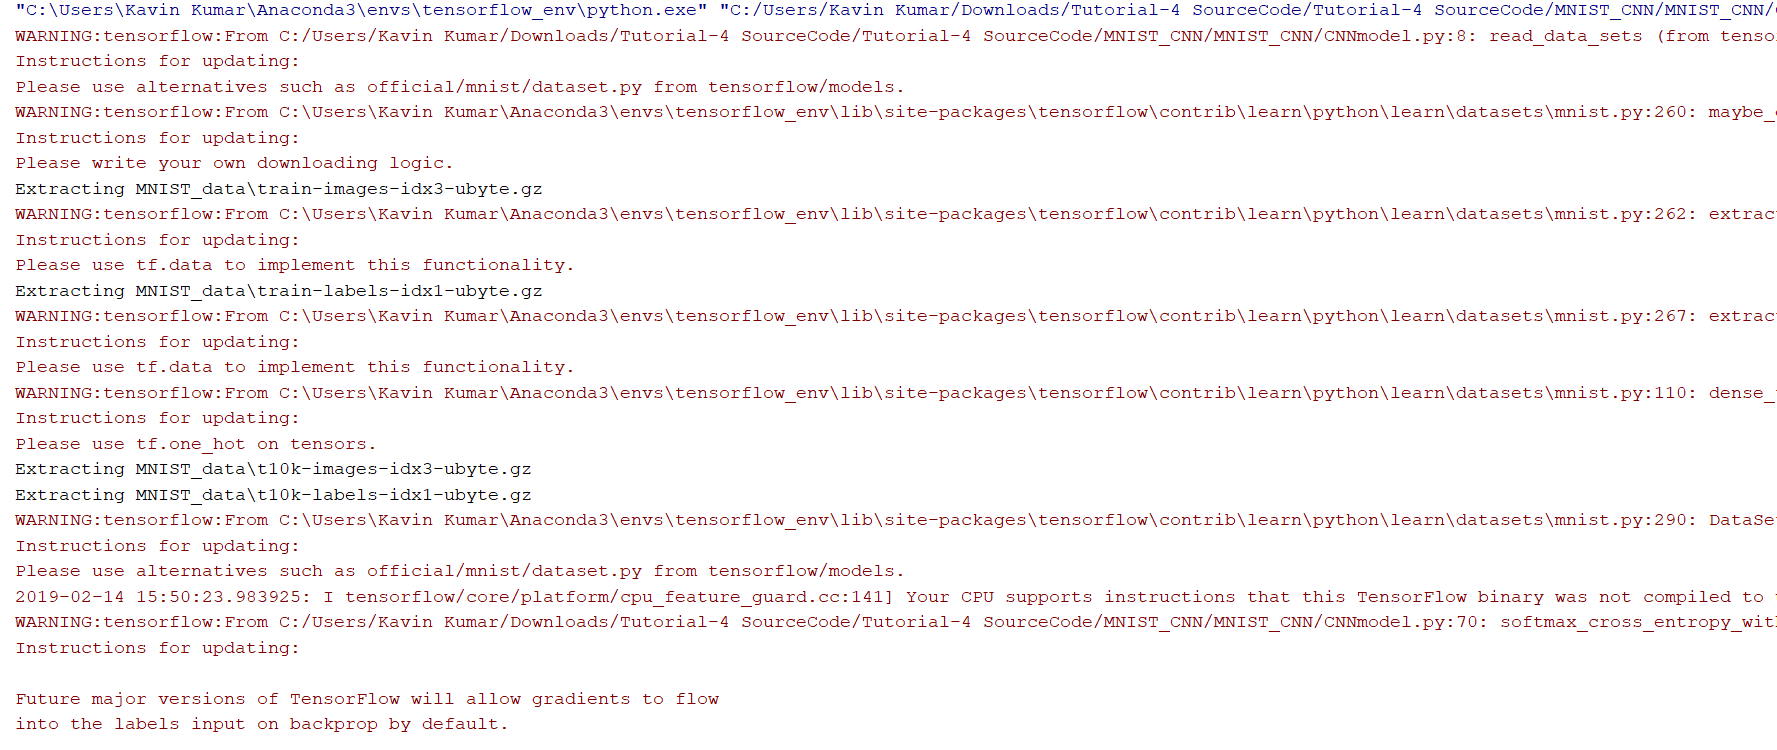 "C:\Users\Kavin Kumar\Anaconda3\envs\tensorflow_env\python.exe" "C:/Users/Kavin Kumar/Downloads/Tutorial-4 SourceCode/Tutorial-4 SourceCode/MNIST_CNN/MNIST_CNN/
WARNING:tensorflow:From C:/Users/Kavin Kumar/Downloads/Tutorial-4 SourceCode/Tutorial-4 SourceCode/MNIST_CNN/MNIST_CNN/CNNmodel.py:8: read_data_sets (from tenso
Instructions for updating:
Please use alternatives such as official/mnist/dataset.py from tensorflow/models.
WARNING:tensorflow:From C:\Users\Kavin Kumar\Anaconda3\envs\tensorflow_env\lib\site-packages\tensorflow\contrib\learn\python\learn\datasets\mnist.py:260: maybe_
Instructions for updating:
Please write your own downloading logic.
Extracting MNIST_data\train-images-idx3-ubyte.gz
WARNING:tensorflow:From C:\Users\Kavin Kumar\Anaconda3\envs\tensorflow_env\lib\site-packages\tensorflow\contrib\learn\python\learn\datasets\mnist.py:262: extrac
Instructions for updating:
Please use tf.data to implement this functionality.
Extracting MNIST_data\train-labels-idx1-ubyte.gz
WARNING:tensorflow:From C:\Users\Kavin Kumar\Anaconda3\envs\tensorflow_env\lib\site-packages\tensorflow\contrib\learn\python\learn\datasets\mnist.py:267: extrac
Instructions for updating:
Please use tf.data to implement this functionality.
WARNING:tensorflow:From C:\Users\Kavin Kumar\Anaconda3\envs\tensorflow_env\lib\site-packages\tensorflow\contrib\learn\python\learn\datasets\mnist.py:110: dense_
Instructions for updating:
Please use tf.one_hot on tensors.
Extracting MNIST_data\t10k-images-idx3-ubyte.gz
Extracting MNIST_data\t10k-labels-idx1-ubyte.gz
WARNING:tensorflow:From C:\Users\Kavin Kumar\Anaconda3\envs\tensorflow_env\lib\site-packages\tensorflow\contrib\learn\python\learn\datasets\mnist.py:290: DataSe
Instructions for updating:
Please use alternatives such as official/mnist/dataset.py from tensorflow/models.
2019-02-14 15:50:23.983925: I tensorflow/core/platform/cpu_feature_guard.cc:141] Your CPU supports instructions that this TensorFlow binary was not compiled to
WARNING:tensorflow:From C:/Users/Kavin Kumar/Downloads/Tutorial-4 SourceCode/Tutorial-4 SourceCode/MNIST_CNN/MNIST_CNN/CNNmodel.py:70: softmax_cross_entropy_wit
Instructions for updating:
Future major versions of TensorFlow will allow gradients to flow
into the labels input on backprop by default.